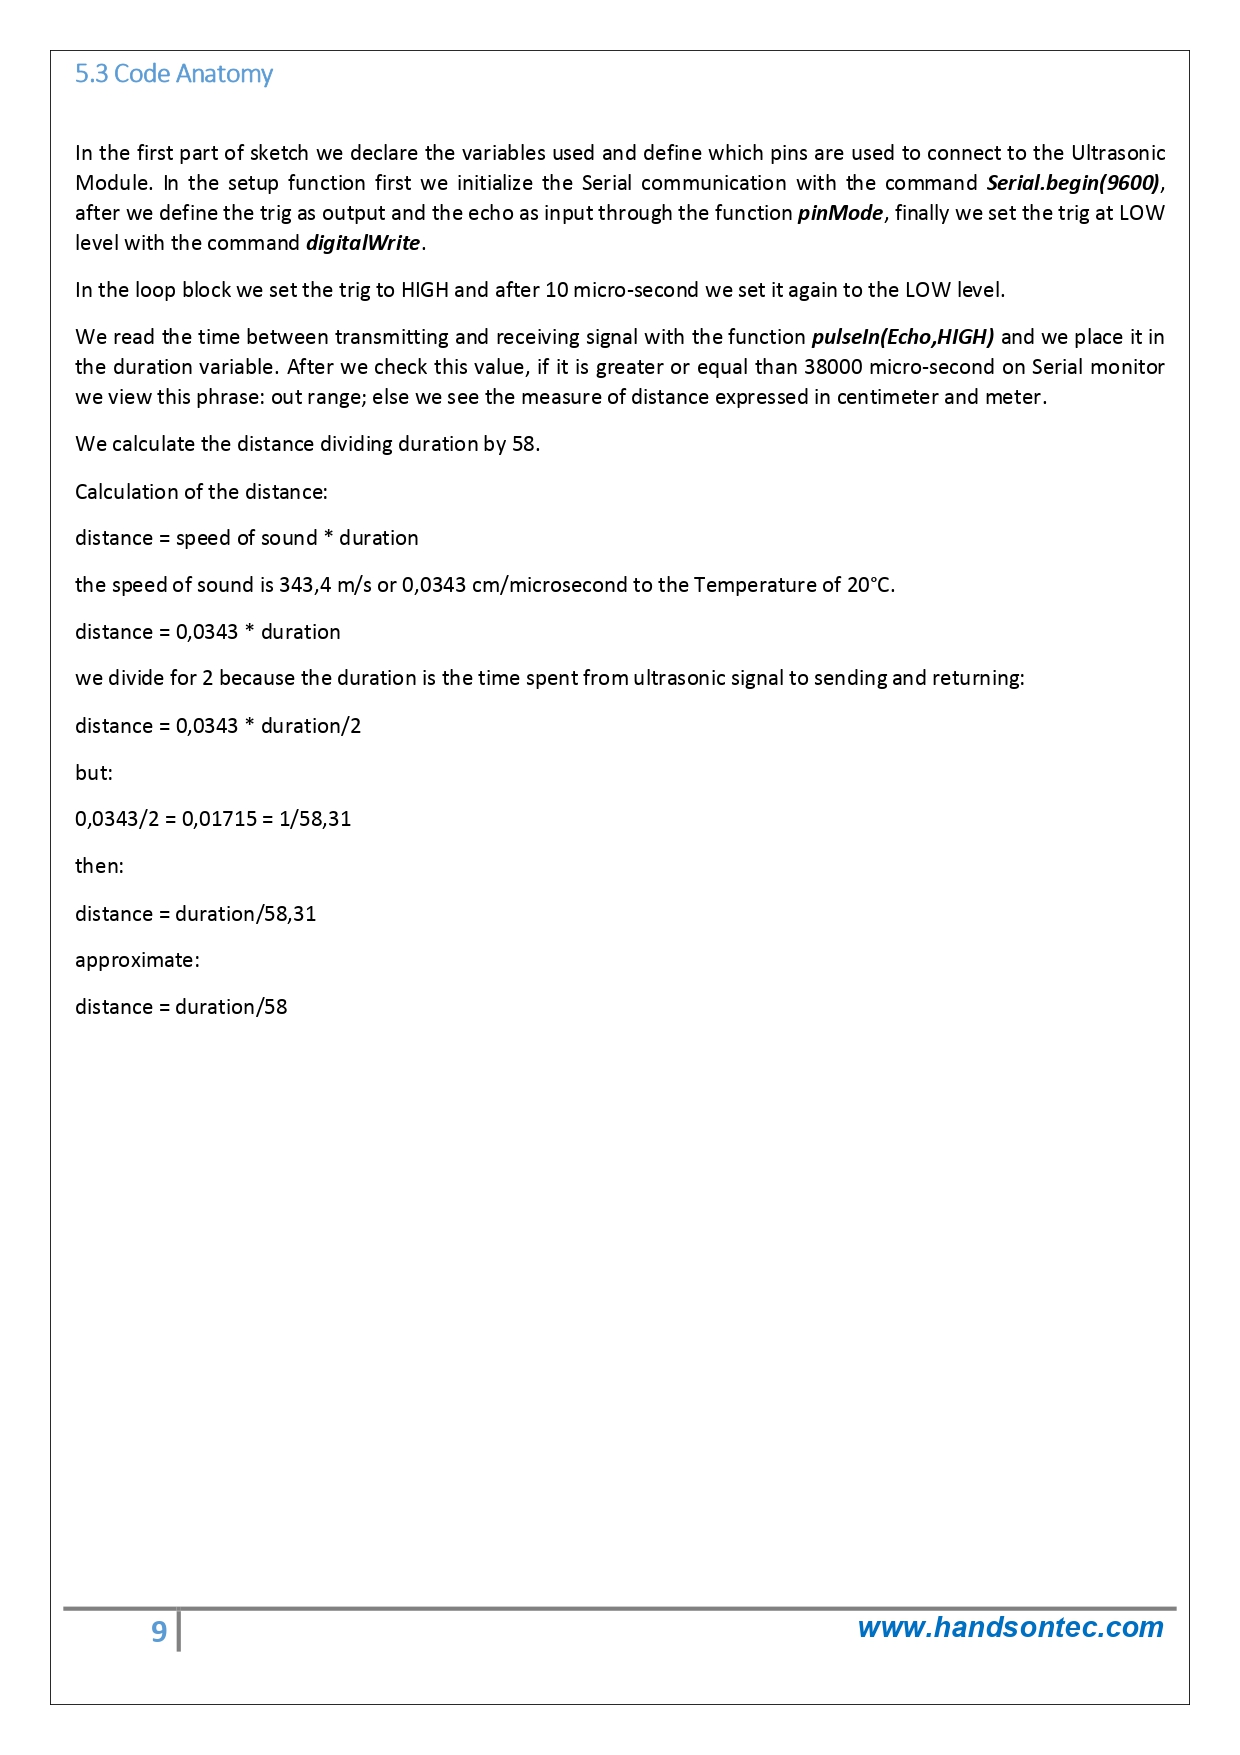 5.3 Code Anatomy
In the first part of sketch we declare the variables used and define which pins are used to connect to the Ultrasonic
Module. In the setup function first we initialize the Serial communication with the command Serial.begin(9600),
after we define the trig as output and the echo as input through the function pinMode, finally we set the trig at LOW
level with the command digitalWrite.
In the loop block we set the trig to HIGH and after 10 micro-second we set it again to the LOW level.
We read the time between transmitting and receiving signal with the function pulseIn(Echo,HIGH) and we place it in
the duration variable. After we check this value, if it is greater or equal than 38000 micro-second on Serial monitor
we view this phrase: out range; else we see the measure of distance expressed in centimeter and meter.
We calculate the distance dividing duration by 58.
Calculation of the distance:
distance = speed of sound * duration
the speed of sound is 343,4 m/s or 0,0343 cm/microsecond to the Temperature of 20°C.
distance = 0,0343 * duration
we divide for 2 because the duration is the time spent from ultrasonic signal to sending and returning:
distance = 0,0343 * duration/2
but:
0,0343/2 = 0,01715 = 1/58,31
then:
distance = duration/58,31
approximate:
distance = duration/58
9
www.handsontec.com